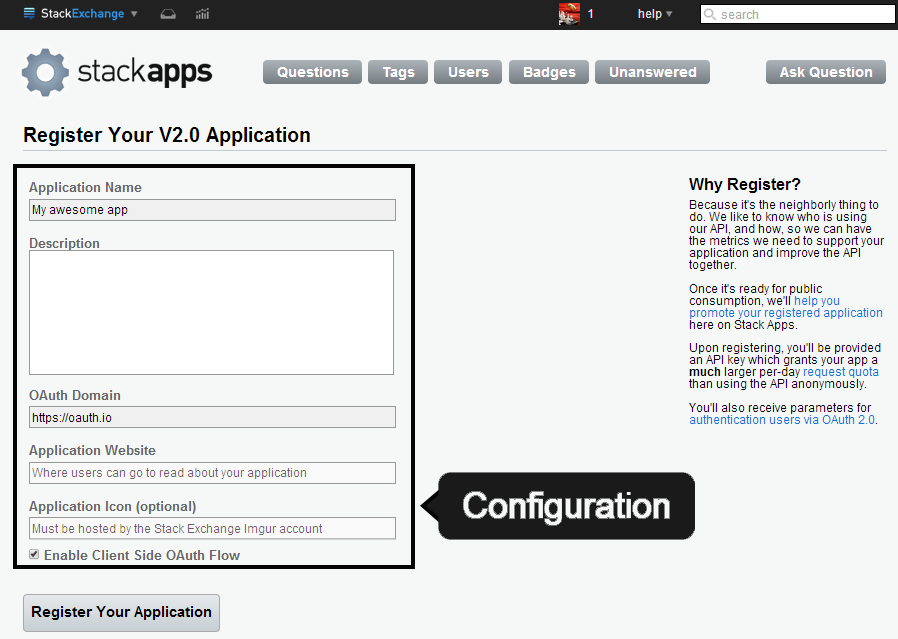 StackExchange ▼ 1 help ▼ search
stackapps Questions Tags Users Badges Unanswered Ask Question
Register Your V2.0 Application
Application Name
My awesome app
Description
OAuth Domain
https://oauth.io
Application Website
Where users can go to read about your application
Application Icon (optional)
Must be hosted by the Stack Exchange Imgur account
Enable Client Side OAuth Flow
Configuration
Register Your Application
Why Register?
Because it's the neighborly thing to
do. We like to know who is using
our API, and how, so we can have
the metrics we need to support your
application and improve the API
together.
Once it's ready for public
consumption, we'll help you
promote your registered application
here on Stack Apps.
Upon registering, you'll be provided
an API key which grants your app a
much larger per-day request quota
than using the API anonymously.
You'll also receive parameters for
authentication users via OAuth 2.0.